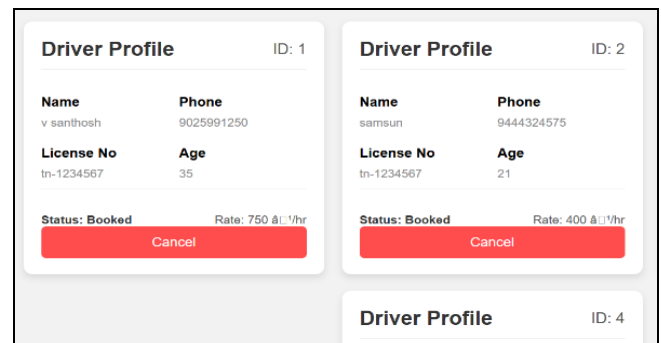 Driver Profile ID: 1
Name Phone
v santhosh 9025991250
License No Age
tn-1234567 35
Status: Booked Rate: 750 â□¹/hr
Cancel
Driver Profile ID: 2
Name Phone
samsun 9444324575
License No Age
tn-1234567 21
Status: Booked Rate: 400 â□¹/hr
Cancel
Driver Profile ID: 4